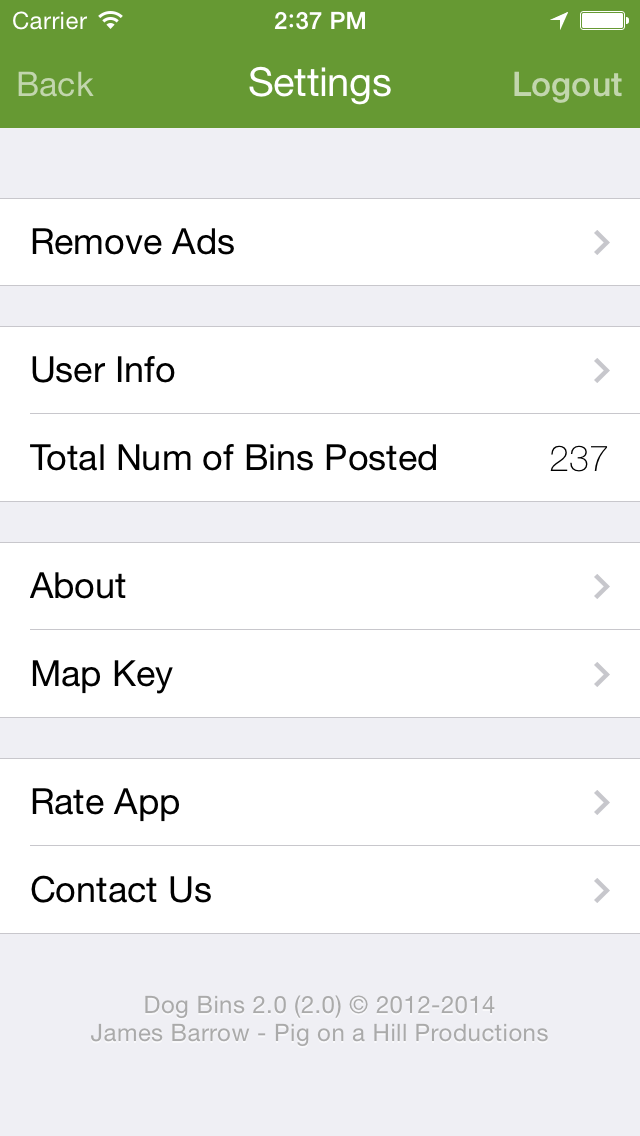 Carrier 2:37 PM
Back Settings Logout
Remove Ads
User Info
Total Num of Bins Posted 237
About
Map Key
Rate App
Contact Us
Dog Bins 2.0 (2.0) © 2012-2014
James Barrow - Pig on a Hill Productions